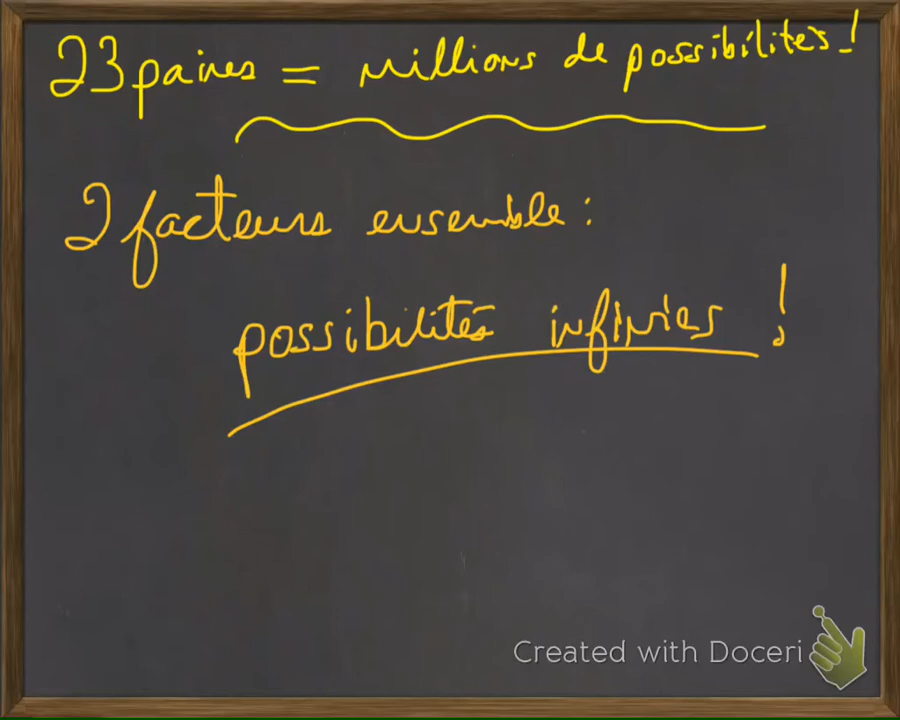 23 paires = millions de possibilités !
2 facteurs ensemble :
possibilités infinies !
Created with Doceri